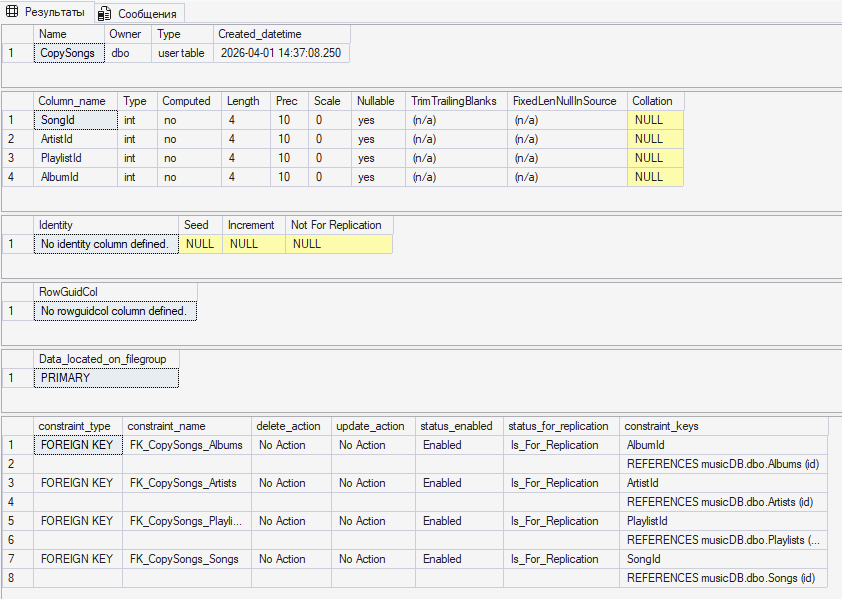 Результаты Сообщения
Name Owner Type Created_datetime
1 CopySongs dbo user table 2026-04-01 14:37:08.250
Column_name Type Computed Length Prec Scale Nullable TrimTrailingBlanks FixedLenNullInSource Collation
1 SongId int no 4 10 0 yes (n/a) (n/a) NULL
2 ArtistId int no 4 10 0 yes (n/a) (n/a) NULL
3 PlaylistId int no 4 10 0 yes (n/a) (n/a) NULL
4 AlbumId int no 4 10 0 yes (n/a) (n/a) NULL
Identity Seed Increment Not For Replication
1 No identity column defined. NULL NULL NULL
RowGuidCol
1 No rowguidcol column defined.
Data_located_on_filegroup
1 PRIMARY
constraint_type constraint_name delete_action update_action status_enabled status_for_replication constraint_keys
1 FOREIGN KEY FK_CopySongs_Albums No Action No Action Enabled Is_For_Replication AlbumId
2 REFERENCES musicDB.dbo.Albums (id)
3 FOREIGN KEY FK_CopySongs_Artists No Action No Action Enabled Is_For_Replication ArtistId
4 REFERENCES musicDB.dbo.Artists (id)
5 FOREIGN KEY FK_CopySongs_Playli... No Action No Action Enabled Is_For_Replication PlaylistId
6 REFERENCES musicDB.dbo.Playlists (...
7 FOREIGN KEY FK_CopySongs_Songs No Action No Action Enabled Is_For_Replication SongId
8 REFERENCES musicDB.dbo.Songs (id)